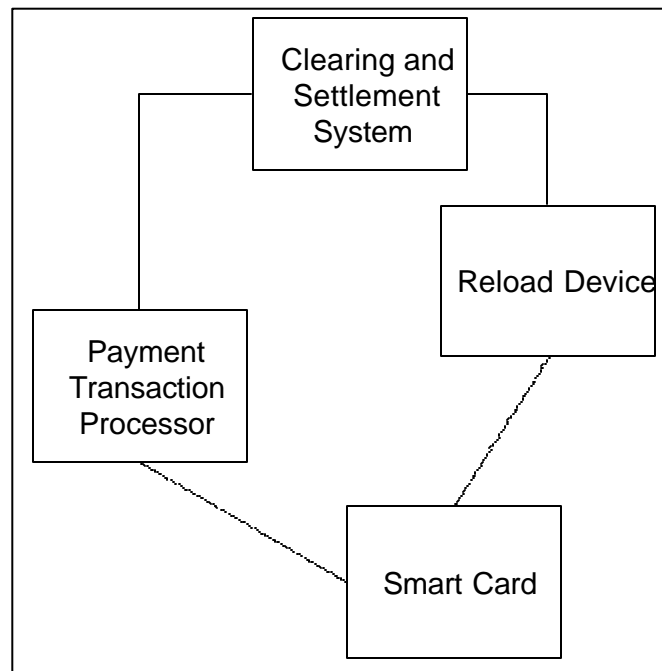 Clearing and
Settlement
System
Reload Device
Payment
Transaction
Processor
Smart Card